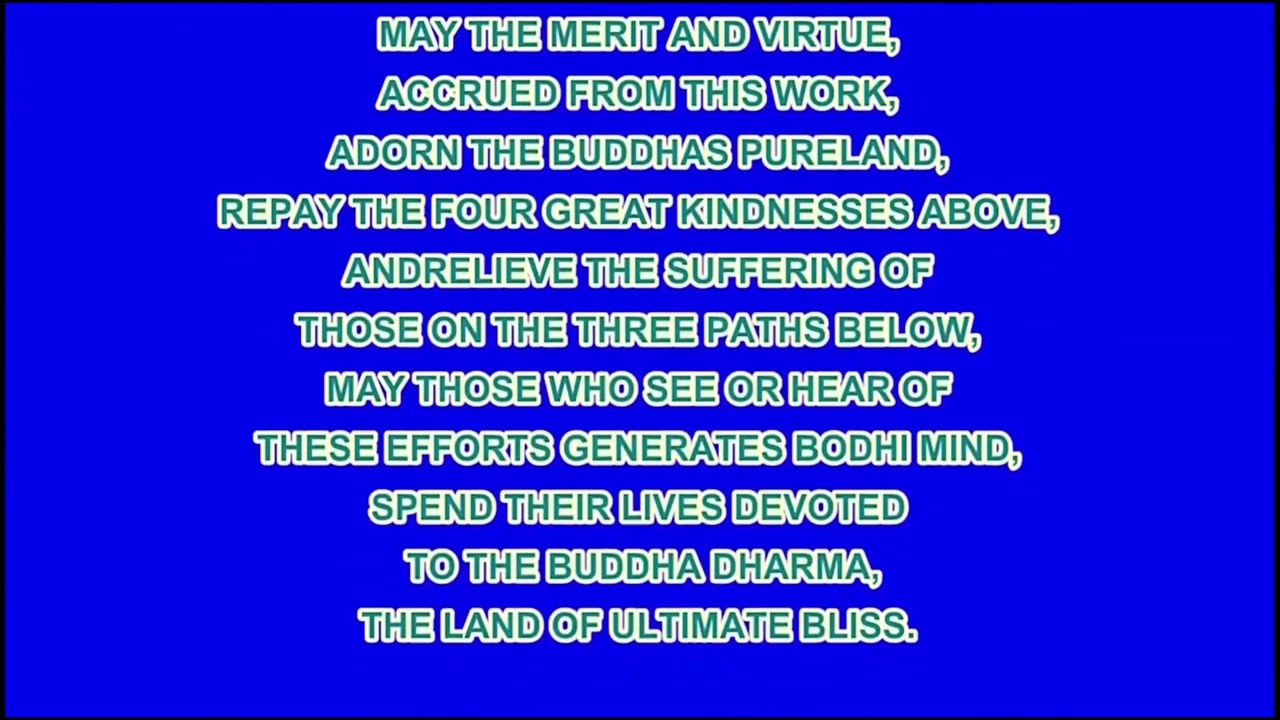 MAY THE MERIT AND VIRTUE,
ACCRUED FROM THIS WORK,
ADORN THE BUDDHAS PURELAND,
REPAY THE FOUR GREAT KINDNESSES ABOVE,
ANDRELIEVE THE SUFFERING OF
THOSE ON THE THREE PATHS BELOW,
MAY THOSE WHO SEE OR HEAR OF
THESE EFFORTS GENERATES BODHI MIND,
SPEND THEIR LIVES DEVOTED
TO THE BUDDHA DHARMA,
THE LAND OF ULTIMATE BLISS.